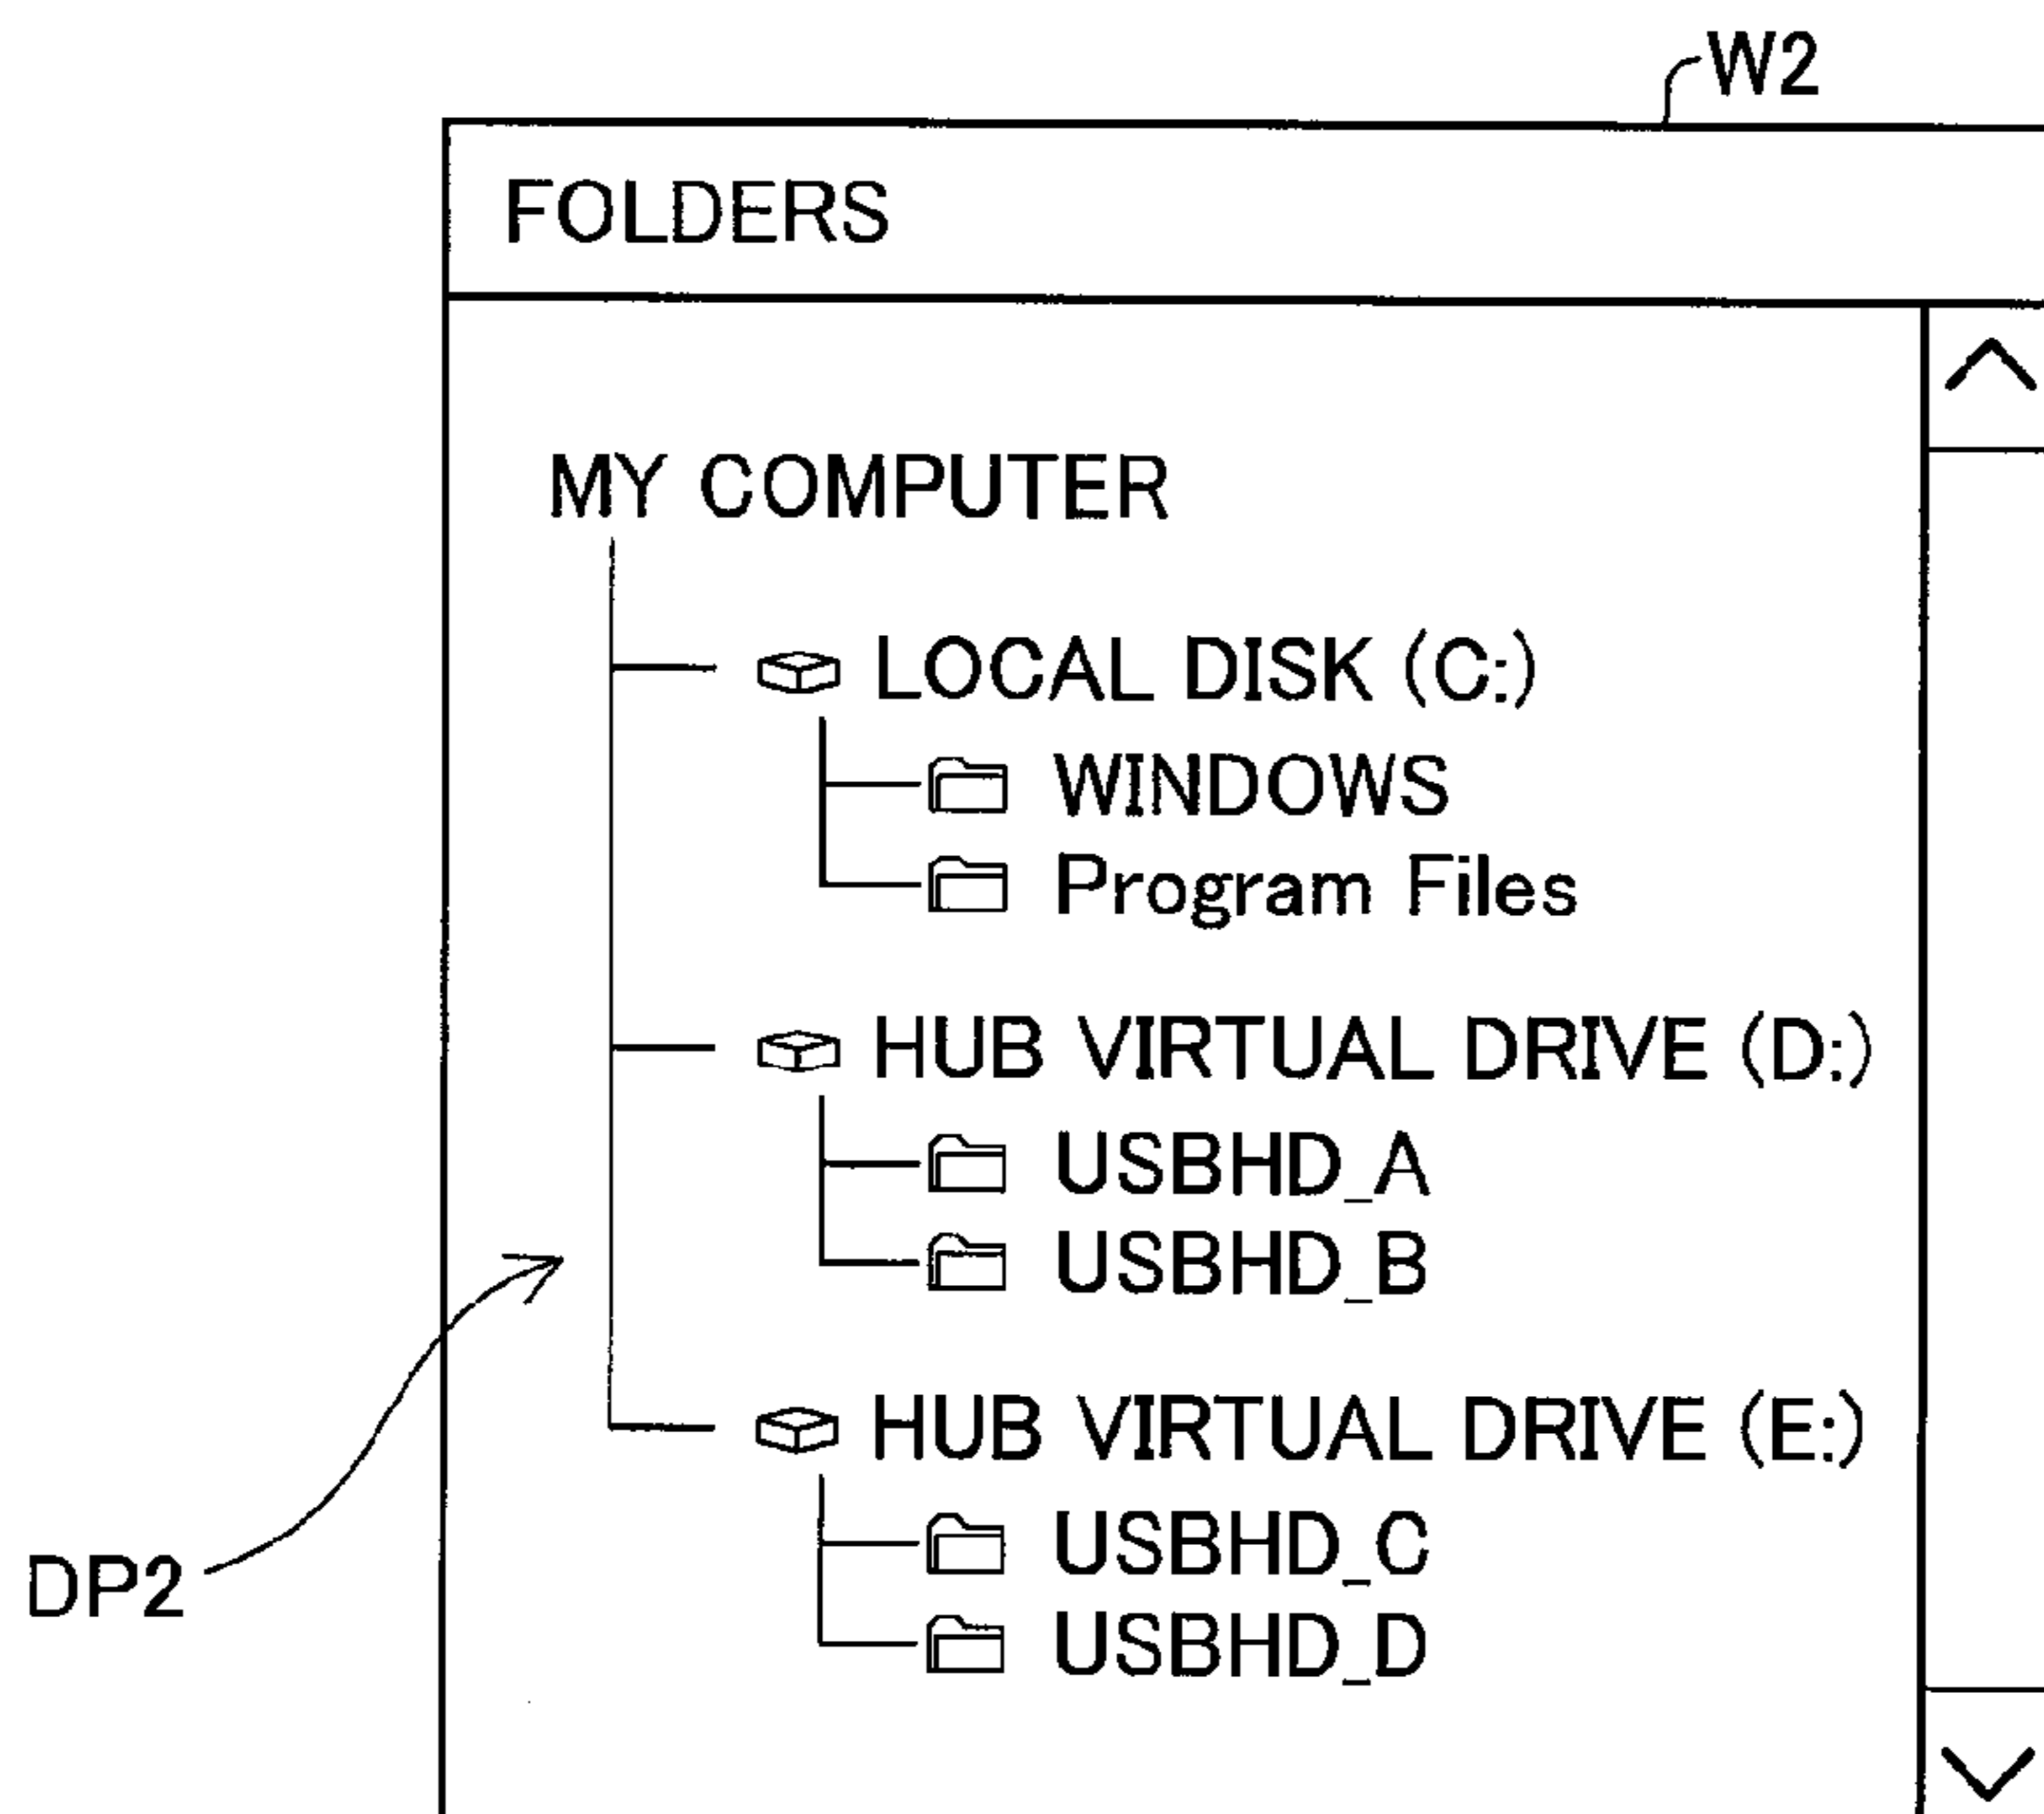 W2
FOLDERS
MY COMPUTER
LOCAL DISK (C:)
WINDOWS
Program Files
HUB VIRTUAL DRIVE (D:)
USBHD_A
USBHD_B
HUB VIRTUAL DRIVE (E:)
USBHD_C
DP2
USBHD_D